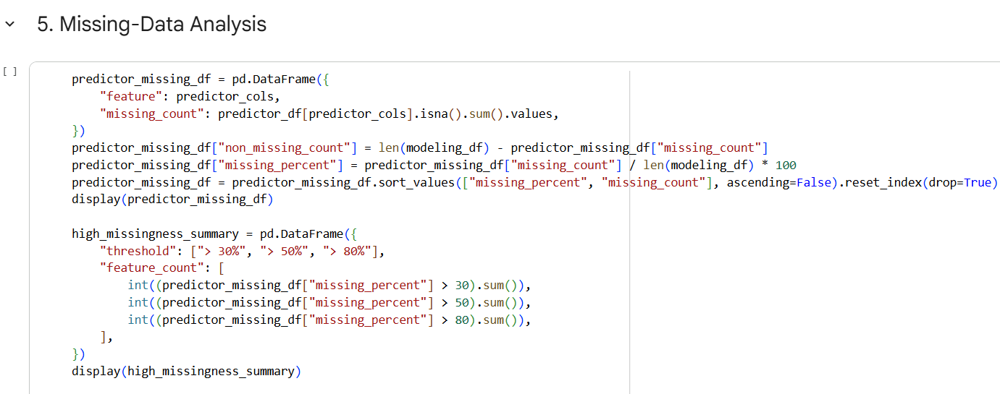 5. Missing-Data Analysis
[ ]
predictor_missing_df = pd.DataFrame({
    "feature": predictor_cols,
    "missing_count": predictor_df[predictor_cols].isna().sum().values,
})
predictor_missing_df["non_missing_count"] = len(modeling_df) - predictor_missing_df["missing_count"]
predictor_missing_df["missing_percent"] = predictor_missing_df["missing_count"] / len(modeling_df) * 100
predictor_missing_df = predictor_missing_df.sort_values(["missing_percent", "missing_count"], ascending=False).reset_index(drop=True)
display(predictor_missing_df)

high_missingness_summary = pd.DataFrame({
    "threshold": ["> 30%", "> 50%", "> 80%"],
    "feature_count": [
        int((predictor_missing_df["missing_percent"] > 30).sum()),
        int((predictor_missing_df["missing_percent"] > 50).sum()),
        int((predictor_missing_df["missing_percent"] > 80).sum()),
    ],
})
display(high_missingness_summary)